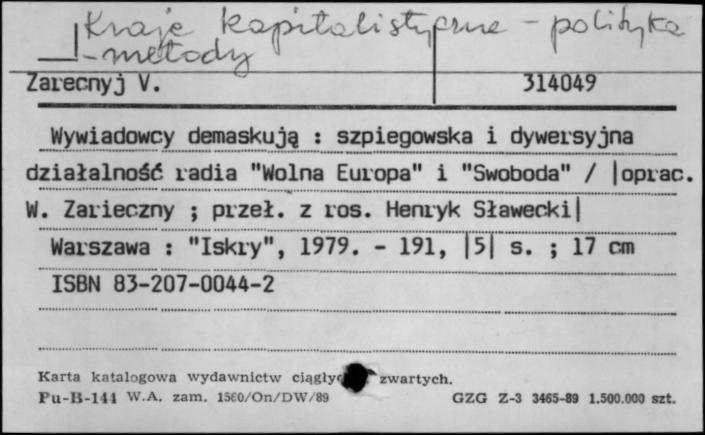 Kraje kapitalistyczne - polityka
- metody
Zarecnyj V. 314049
Wywiadowcy demaskują : szpiegowska i dywersyjna
działalność radia "Wolna Europa" i "Swoboda" / |oprac.
W. Zarieczny ; przeł. z ros. Henryk Sławecki|
Warszawa : "Iskry", 1979. - 191, |5| s. ; 17 cm
ISBN 83-207-0044-2
Karta katalogowa wydawnictw zwartych.
Pu-B-144 W.A. zam. 1560/On/DW/89 GZG Z-3 3465-89 1.500.000 szt.